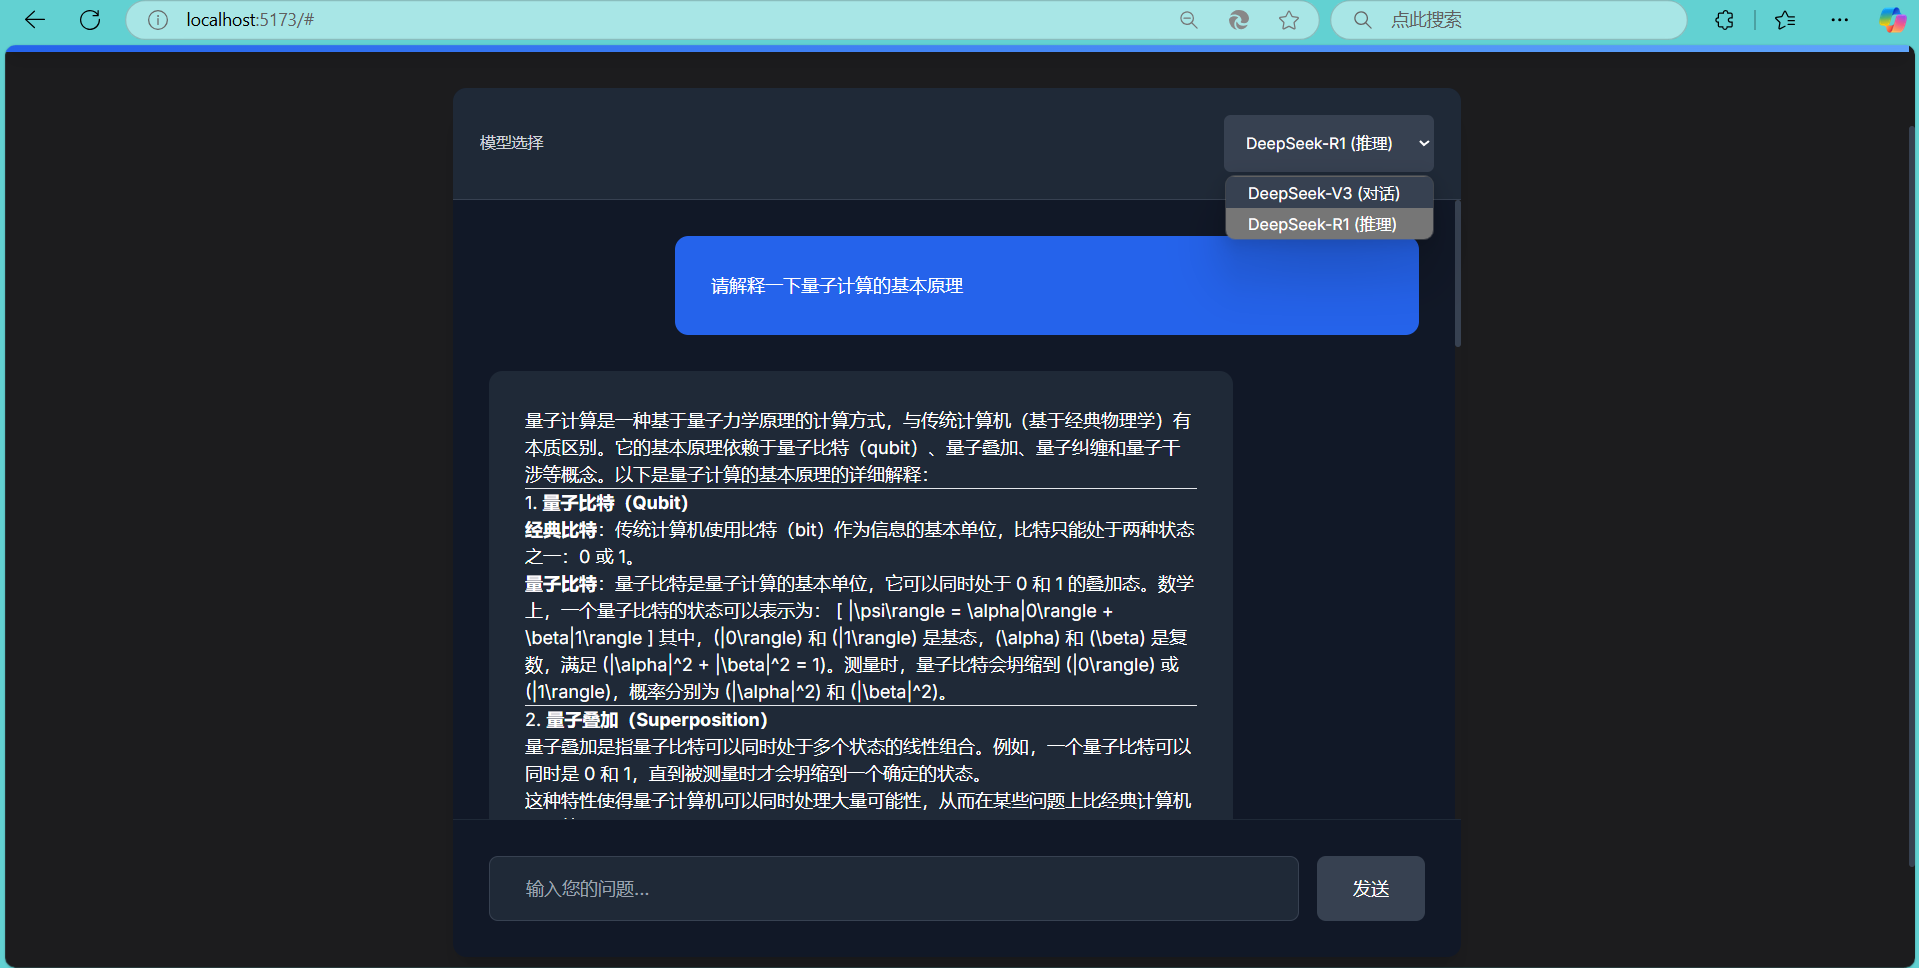 localhost:5173/#
点此搜索
模型选择
DeepSeek-R1 (推理)
DeepSeek-V3 (对话)
DeepSeek-R1 (推理)
请解释一下量子计算的基本原理
量子计算是一种基于量子力学原理的计算方式，与传统计算机（基于经典物理学）有
本质区别。它的基本原理依赖于量子比特（qubit）、量子叠加、量子纠缠和量子干
涉等概念。以下是量子计算的基本原理的详细解释：
1. 量子比特（Qubit）
经典比特：传统计算机使用比特（bit）作为信息的基本单位，比特只能处于两种状态
之一：0 或 1。
量子比特：量子比特是量子计算的基本单位，它可以同时处于 0 和 1 的叠加态。数学
上，一个量子比特的状态可以表示为： [ |\psi\rangle = \alpha|0\rangle +
\beta|1\rangle ] 其中，(|0\rangle) 和 (|1\rangle) 是基态，(\alpha) 和 (\beta) 是复
数，满足 (|\alpha|^2 + |\beta|^2 = 1)。测量时，量子比特会坍缩到 (|0\rangle) 或
(|1\rangle)，概率分别为 (|\alpha|^2) 和 (|\beta|^2)。
2. 量子叠加（Superposition）
量子叠加是指量子比特可以同时处于多个状态的线性组合。例如，一个量子比特可以
同时是 0 和 1，直到被测量时才会坍缩到一个确定的状态。
这种特性使得量子计算机可以同时处理大量可能性，从而在某些问题上比经典计算机
输入您的问题...
发送